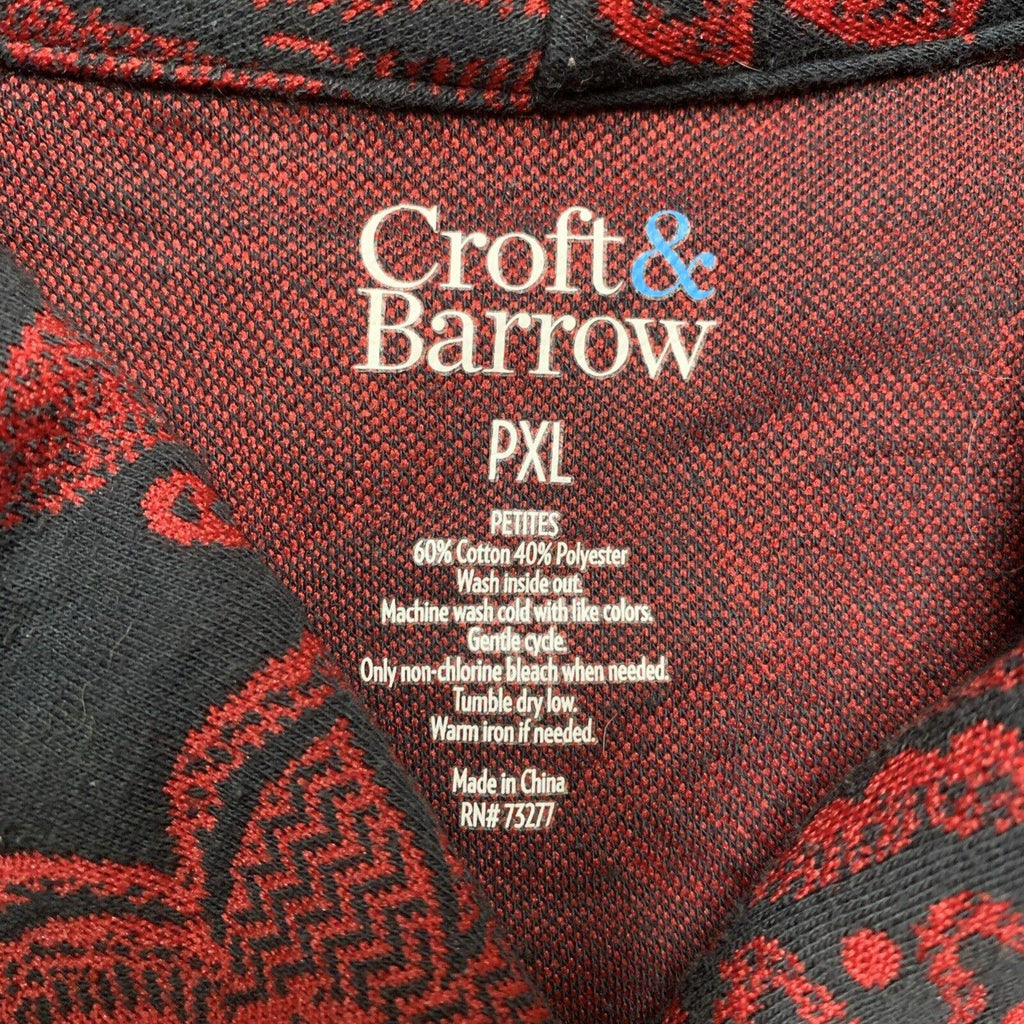 Croft &
Barrow
PXL
PETITES
60% Cotton 40% Polyester
Wash inside out.
Machine wash cold with like colors.
Gentle cycle.
Only non-chlorine bleach when needed.
Tumble dry low.
Warm iron if needed.
Made in China
RN# 73277